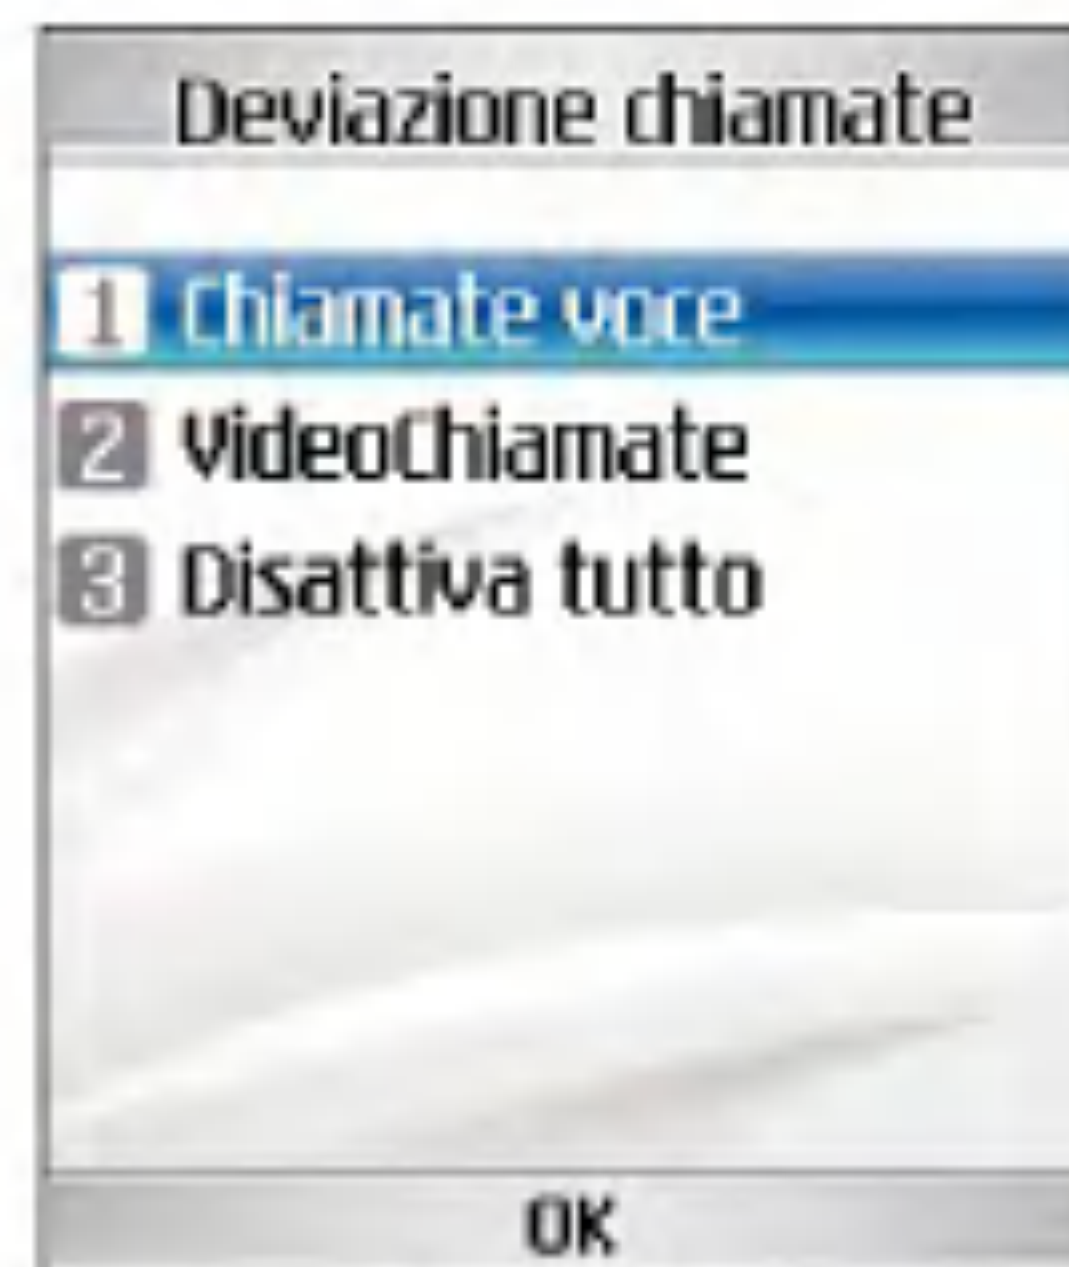 Deviazione chiamate
1 Chiamate voce
2 VideoChiamate
3 Disattiva tutto
OK